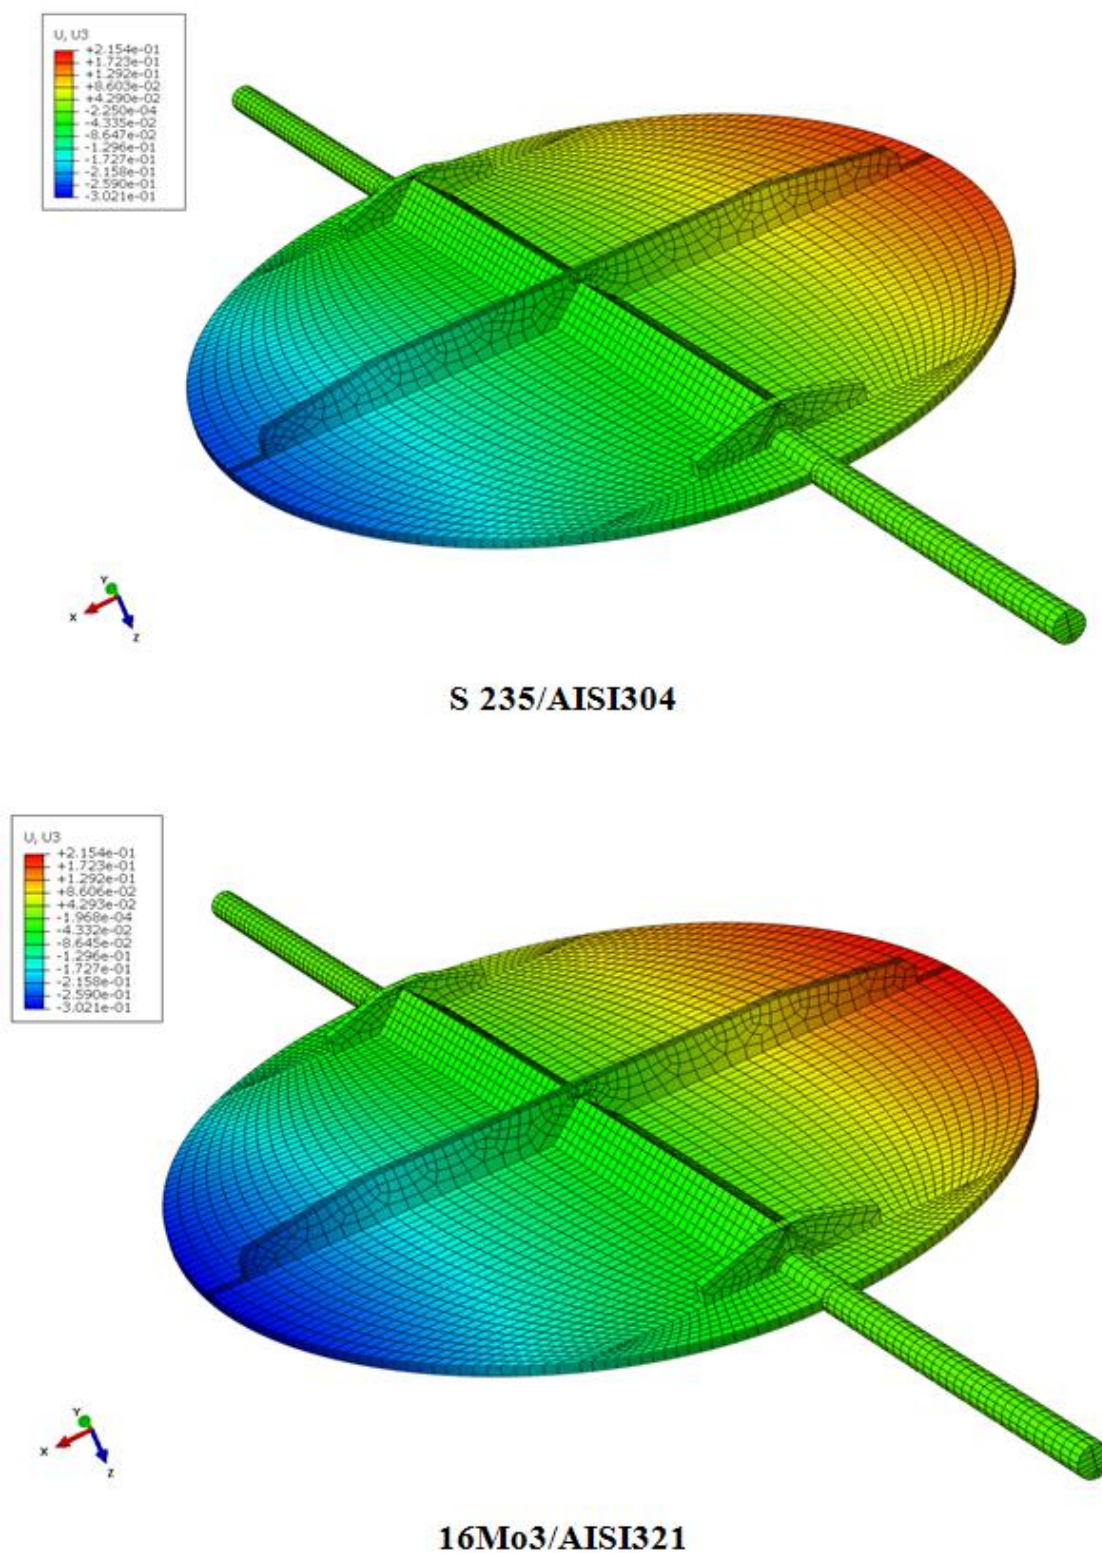 U, U3
+2.154e-01
+1.723e-01
+1.292e-01
+8.603e-02
+4.290e-02
-2.250e-04
-4.335e-02
-8.647e-02
-1.296e-01
-1.727e-01
-2.158e-01
-2.590e-01
-3.021e-01
Y
X
Z
S 235/AISI304
U, U3
+2.154e-01
+1.723e-01
+1.292e-01
+8.606e-02
+4.293e-02
-1.968e-04
-4.332e-02
-8.645e-02
-1.296e-01
-1.727e-01
-2.158e-01
-2.590e-01
-3.021e-01
Y
X
Z
16Mo3/AISI321